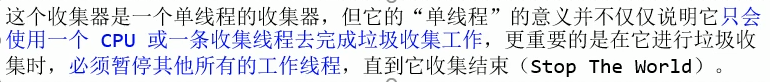 这个收集器是一个单线程的收集器，但它的“单线程”的意义并不仅仅说明它只会
使用一个 CPU 或一条收集线程去完成垃圾收集工作，更重要的是在它进行垃圾收
集时，必须暂停其他所有的工作线程，直到它收集结束（Stop The World）。